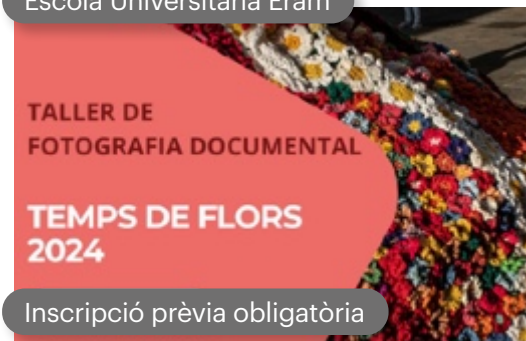 Escola Universitària Eram
TALLER DE
FOTOGRAFIA DOCUMENTAL
TEMPS DE FLORS
2024
Inscripció prèvia obligatòria